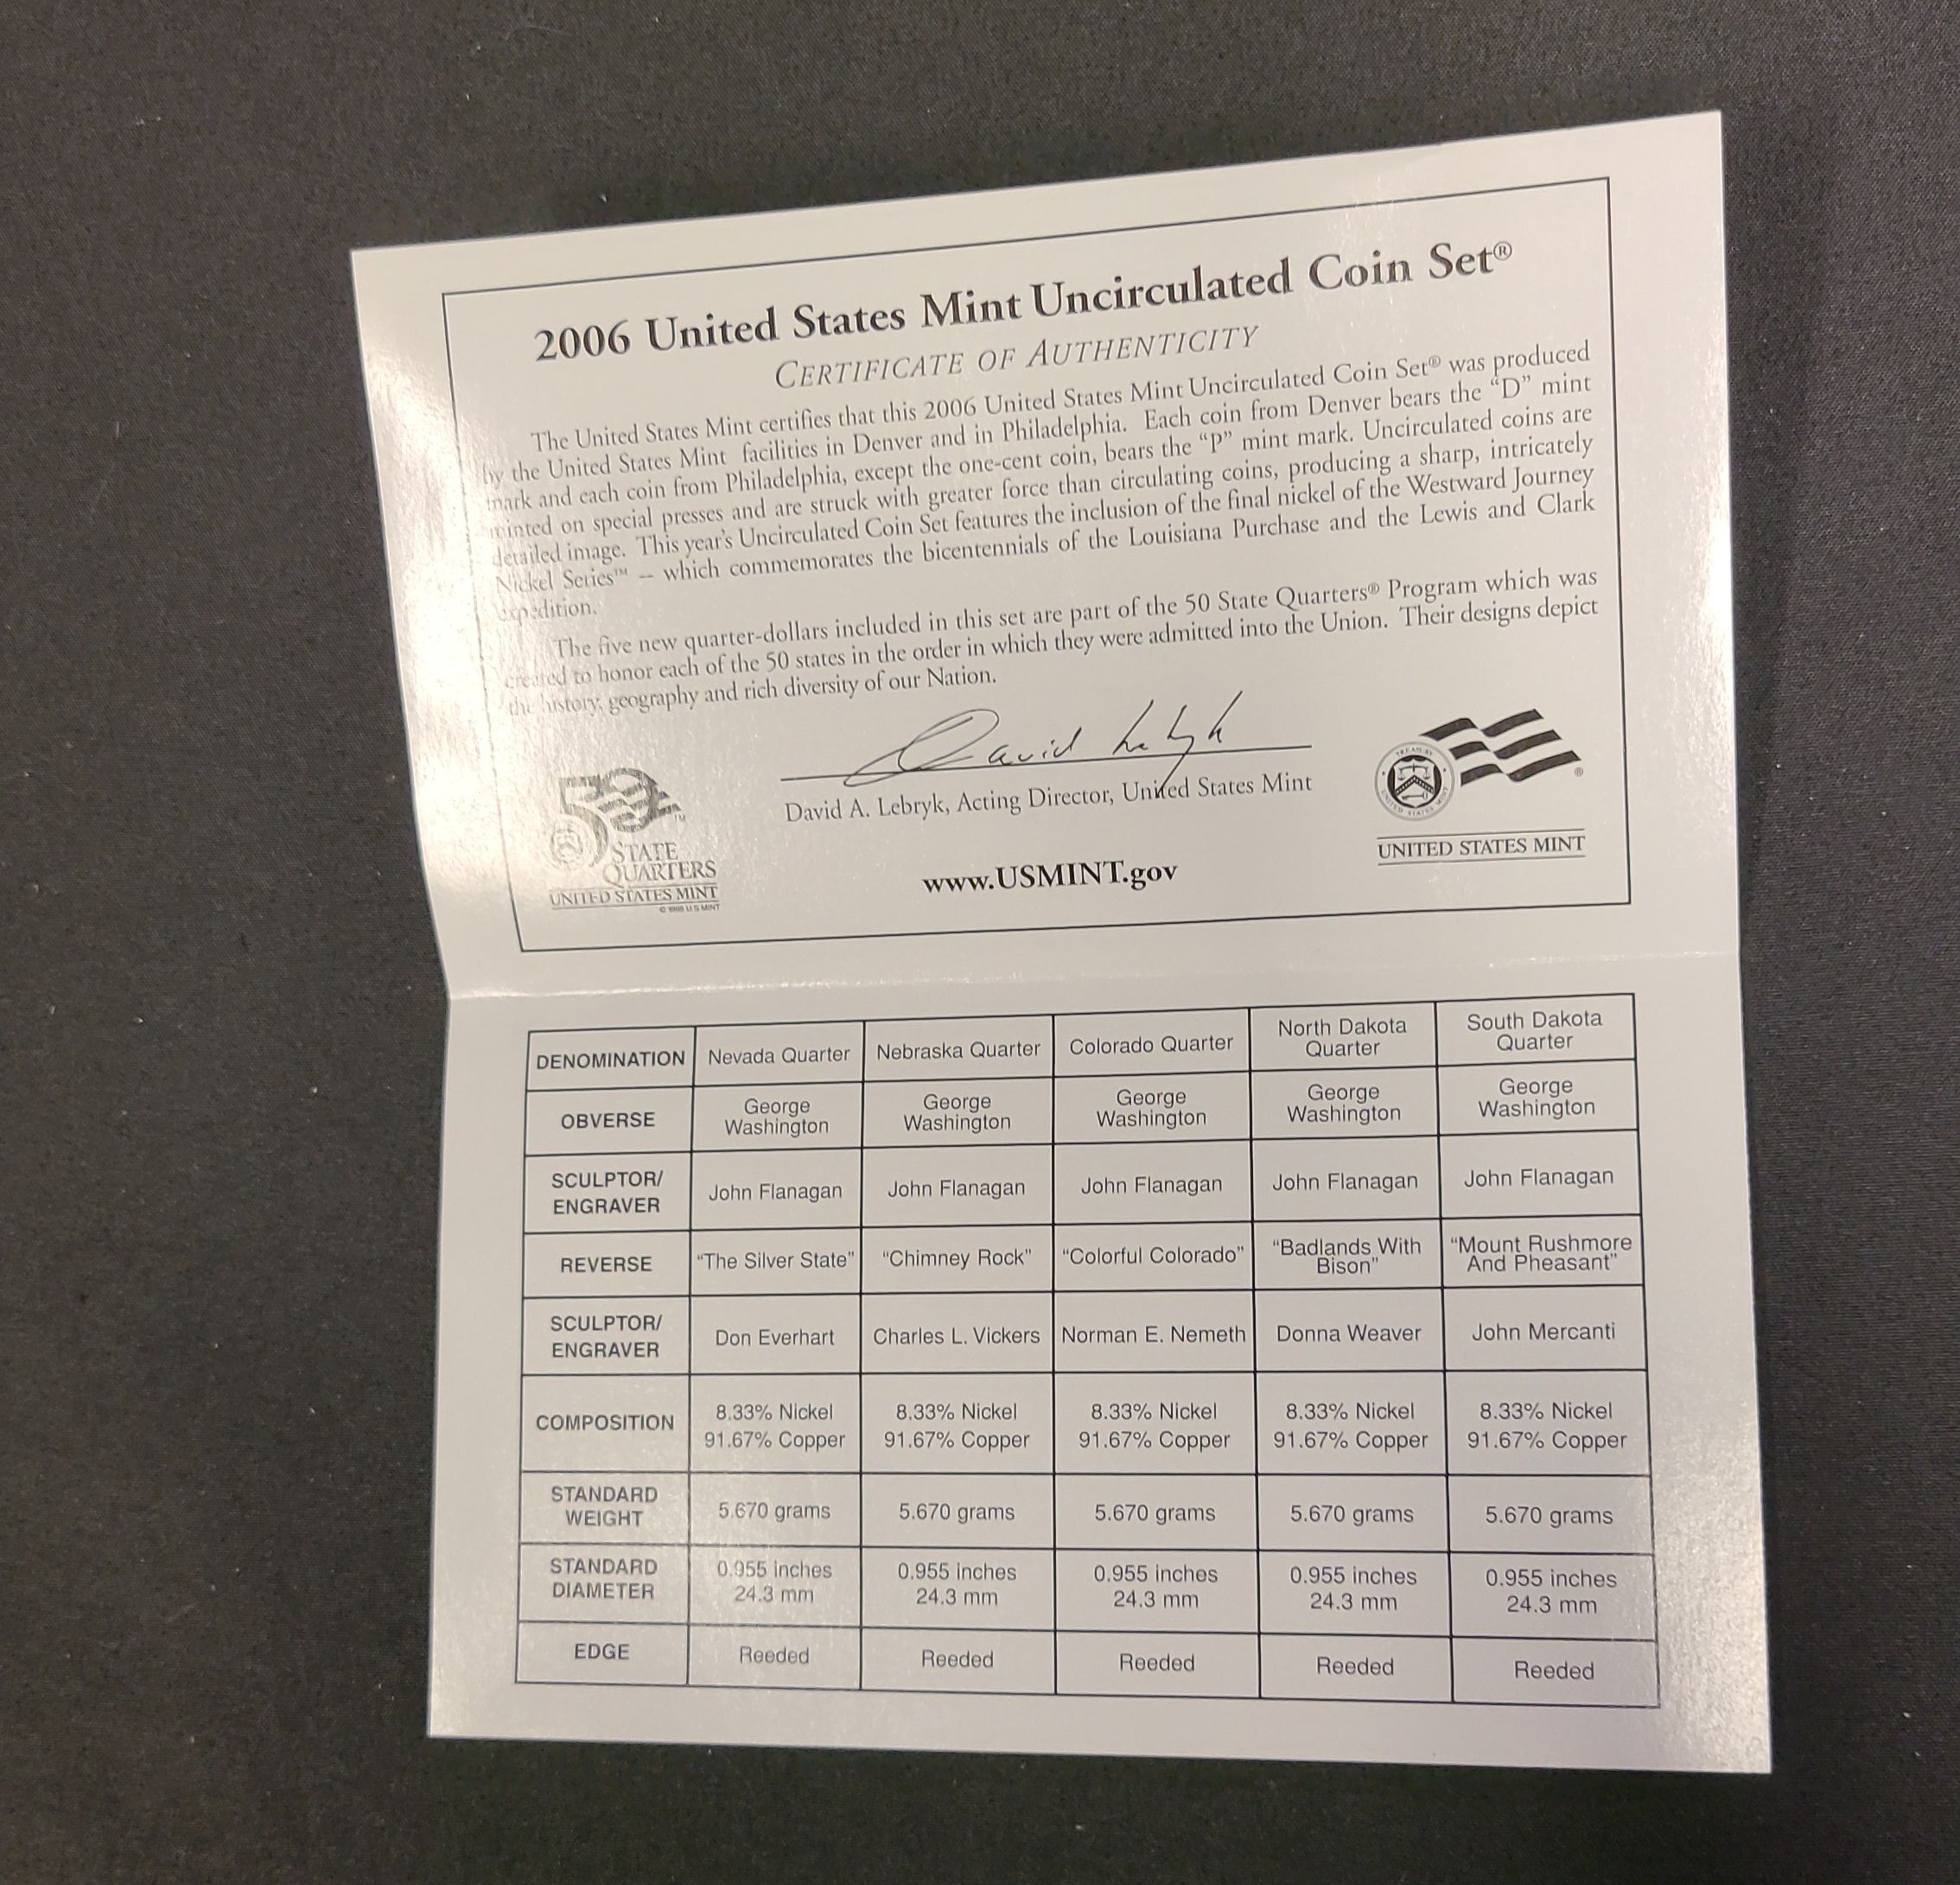 2006 United States Mint Uncirculated Coin Set®
CERTIFICATE OF AUTHENTICITY
The United States Mint certifies that this 2006 United States Mint Uncirculated Coin Set® was produced
by the United States Mint facilities in Denver and in Philadelphia. Each coin from Denver bears the “D” mint
mark and each coin from Philadelphia, except the one-cent coin, bears the “P” mint mark. Uncirculated coins are
minted on special presses and are struck with greater force than circulating coins, producing a sharp, intricately
detailed image. This year's Uncirculated Coin Set features the inclusion of the final nickel of the Westward Journey
Nickel Series™ – which commemorates the bicentennials of the Louisiana Purchase and the Lewis and Clark
expedition.
The five new quarter-dollars included in this set are part of the 50 State Quarters® Program which was
created to honor each of the 50 states in the order in which they were admitted into the Union. Their designs depict
the history, geography and rich diversity of our Nation.
David A. Lebryk, Acting Director, United States Mint
50 ™
STATE
QUARTERS
UNITED STATES MINT
www.USMINT.gov
®
UNITED STATES MINT
DENOMINATION Nevada Quarter Nebraska Quarter Colorado Quarter North Dakota Quarter South Dakota Quarter
OBVERSE George Washington George Washington George Washington George Washington George Washington
SCULPTOR/ENGRAVER John Flanagan John Flanagan John Flanagan John Flanagan John Flanagan
REVERSE “The Silver State” “Chimney Rock” “Colorful Colorado” “Badlands With Bison” “Mount Rushmore And Pheasant”
SCULPTOR/ENGRAVER Don Everhart Charles L. Vickers Norman E. Nemeth Donna Weaver John Mercanti
COMPOSITION 8.33% Nickel 91.67% Copper 8.33% Nickel 91.67% Copper 8.33% Nickel 91.67% Copper 8.33% Nickel 91.67% Copper 8.33% Nickel 91.67% Copper
STANDARD WEIGHT 5.670 grams 5.670 grams 5.670 grams 5.670 grams 5.670 grams
STANDARD DIAMETER 0.955 inches 24.3 mm 0.955 inches 24.3 mm 0.955 inches 24.3 mm 0.955 inches 24.3 mm 0.955 inches 24.3 mm
EDGE Reeded Reeded Reeded Reeded Reeded